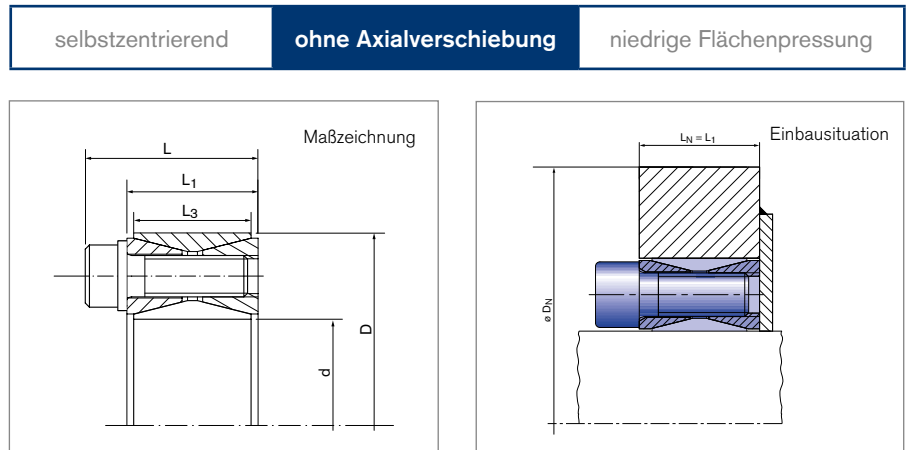 selbstzentrierend
ohne Axialverschiebung
niedrige Flächenpressung
Maßzeichnung
L
L1
L3
D
d
Einbausituation
LN = L1
ø DN